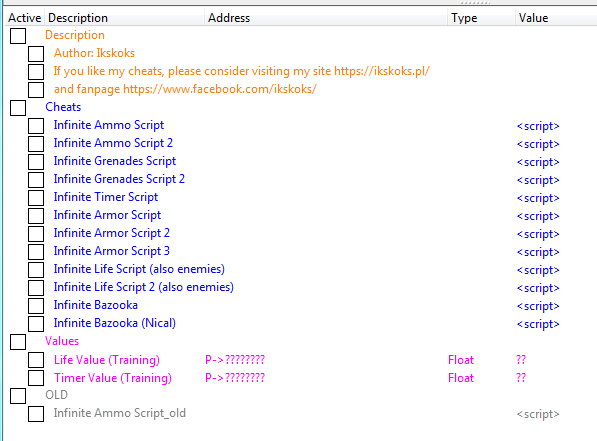 Active Description Address Type Value
Description
Author: Ikskoks
If you like my cheats, please consider visiting my site https://ikskoks.pl/
and fanpage https://www.facebook.com/ikskoks/
Cheats
Infinite Ammo Script <script>
Infinite Ammo Script 2 <script>
Infinite Grenades Script <script>
Infinite Grenades Script 2 <script>
Infinite Timer Script <script>
Infinite Armor Script <script>
Infinite Armor Script 2 <script>
Infinite Armor Script 3 <script>
Infinite Life Script (also enemies) <script>
Infinite Life Script 2 (also enemies) <script>
Infinite Bazooka <script>
Infinite Bazooka (Nical) <script>
Values
Life Value (Training) P->???????? Float ??
Timer Value (Training) P->???????? Float ??
OLD
Infinite Ammo Script_old <script>